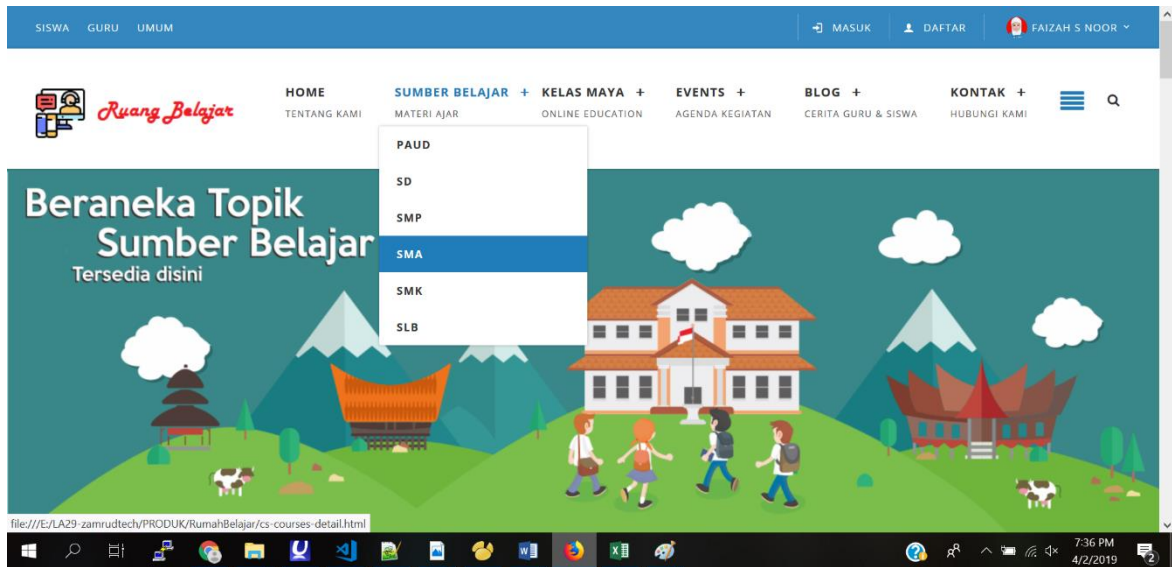 SISWA GURU UMUM MASUK DAFTAR FAIZAH S NOOR
Ruang Belajar
HOME SUMBER BELAJAR + KELAS MAYA + EVENTS + BLOG + KONTAK +
TENTANG KAMI MATERI AJAR ONLINE EDUCATION AGENDA KEGIATAN CERITA GURU & SISWA HUBUNGI KAMI
PAUD
SD
SMP
SMA
SMK
SLB
Beraneka Topik
Sumber Belajar
Tersedia disini
file:///E:/LA29-zamrudtech/PRODUK/RumahBelajar/cs-courses-detail.html
7:36 PM
4/2/2019
2